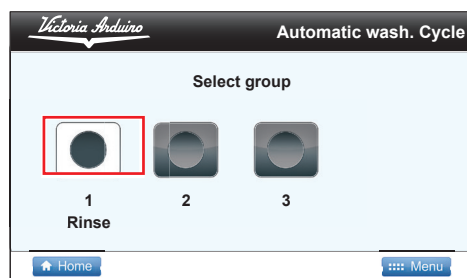 Victoria Arduino
Automatic wash. Cycle
Select group
1 2 3
Rinse
Home Menu